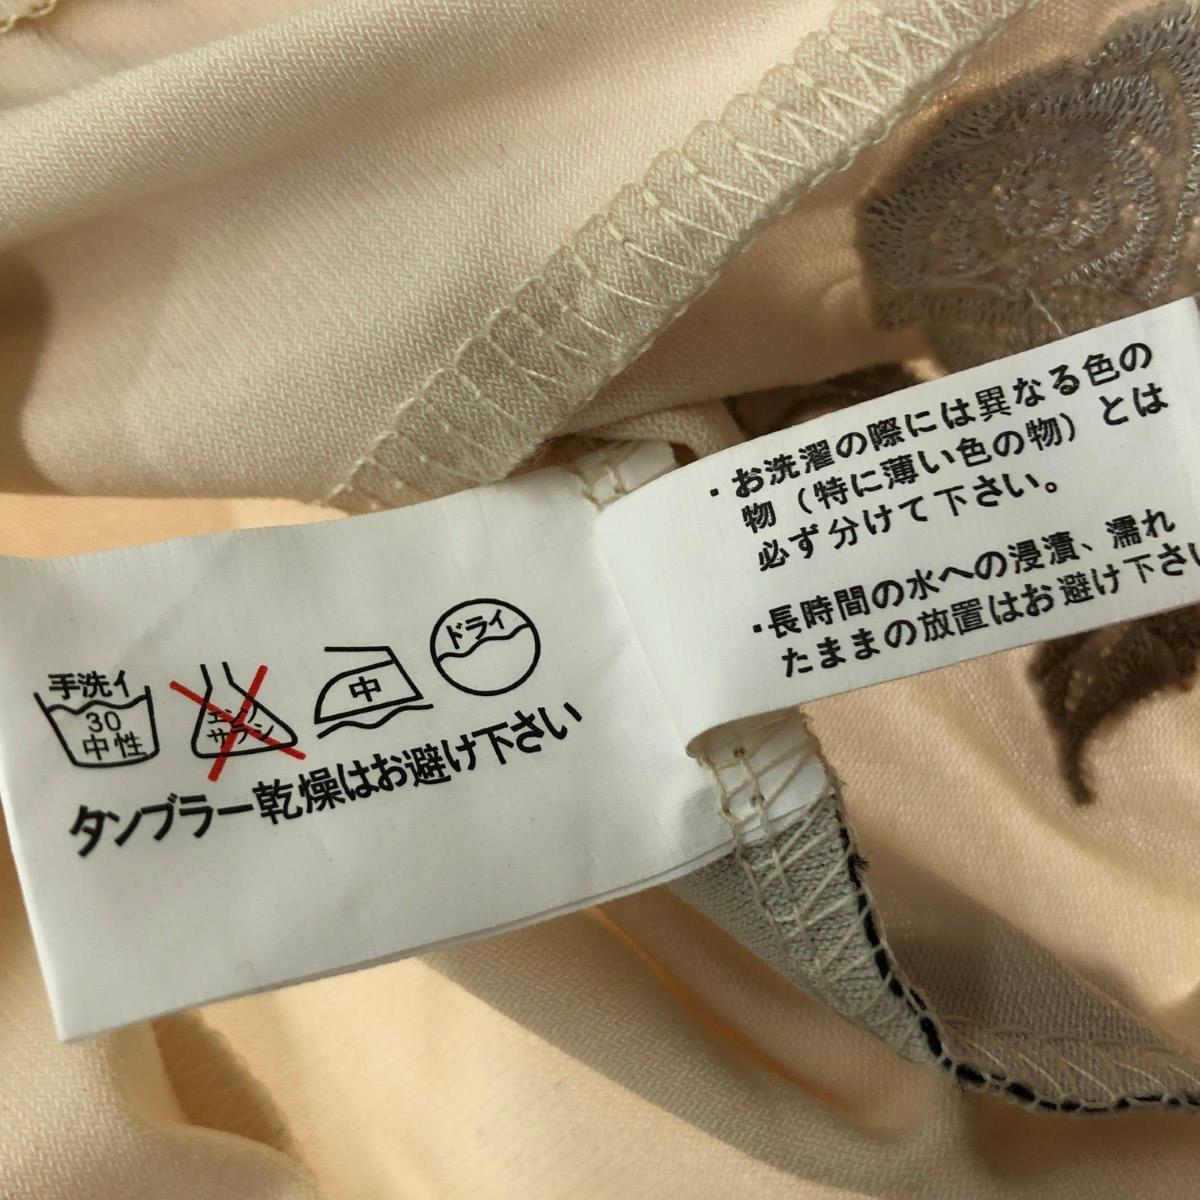 手洗イ
30
中性
エンソ
サラシ
中
ドライ
タンブラー乾燥はお避け下さい
・お洗濯の際には異なる色の
物（特に薄い色の物）とは
必ず分けて下さい。
・長時間の水への浸漬、濡れ
たままの放置はお避け下さい